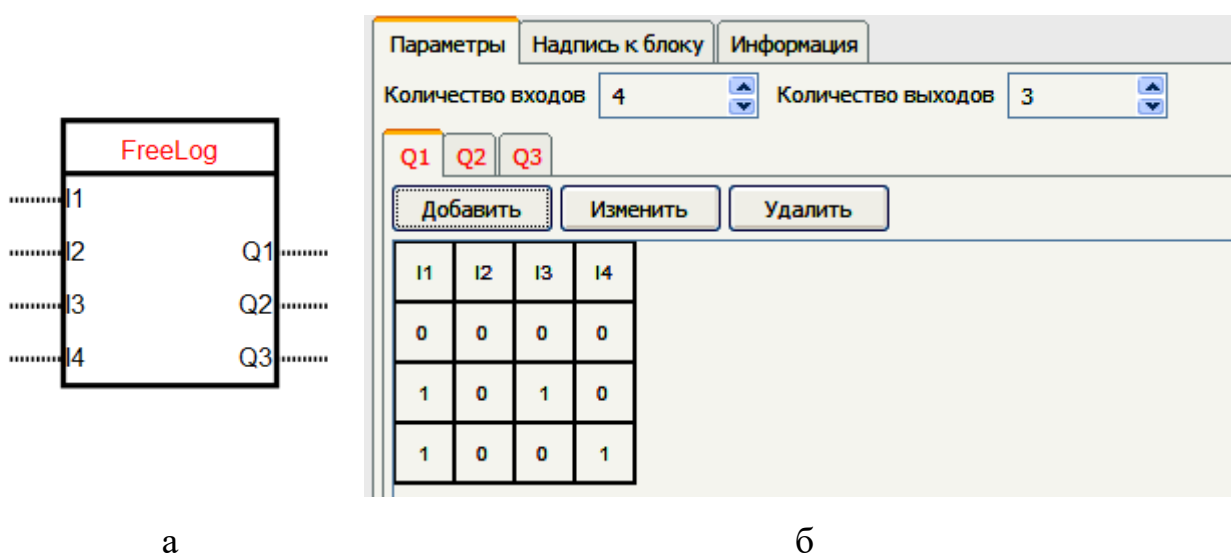 FreeLog
I1
I2 Q1
I3 Q2
I4 Q3
Параметры Надпись к блоку Информация
Количество входов 4 Количество выходов 3
Q1 Q2 Q3
Добавить Изменить Удалить
I1 I2 I3 I4
0 0 0 0
1 0 1 0
1 0 0 1
а б